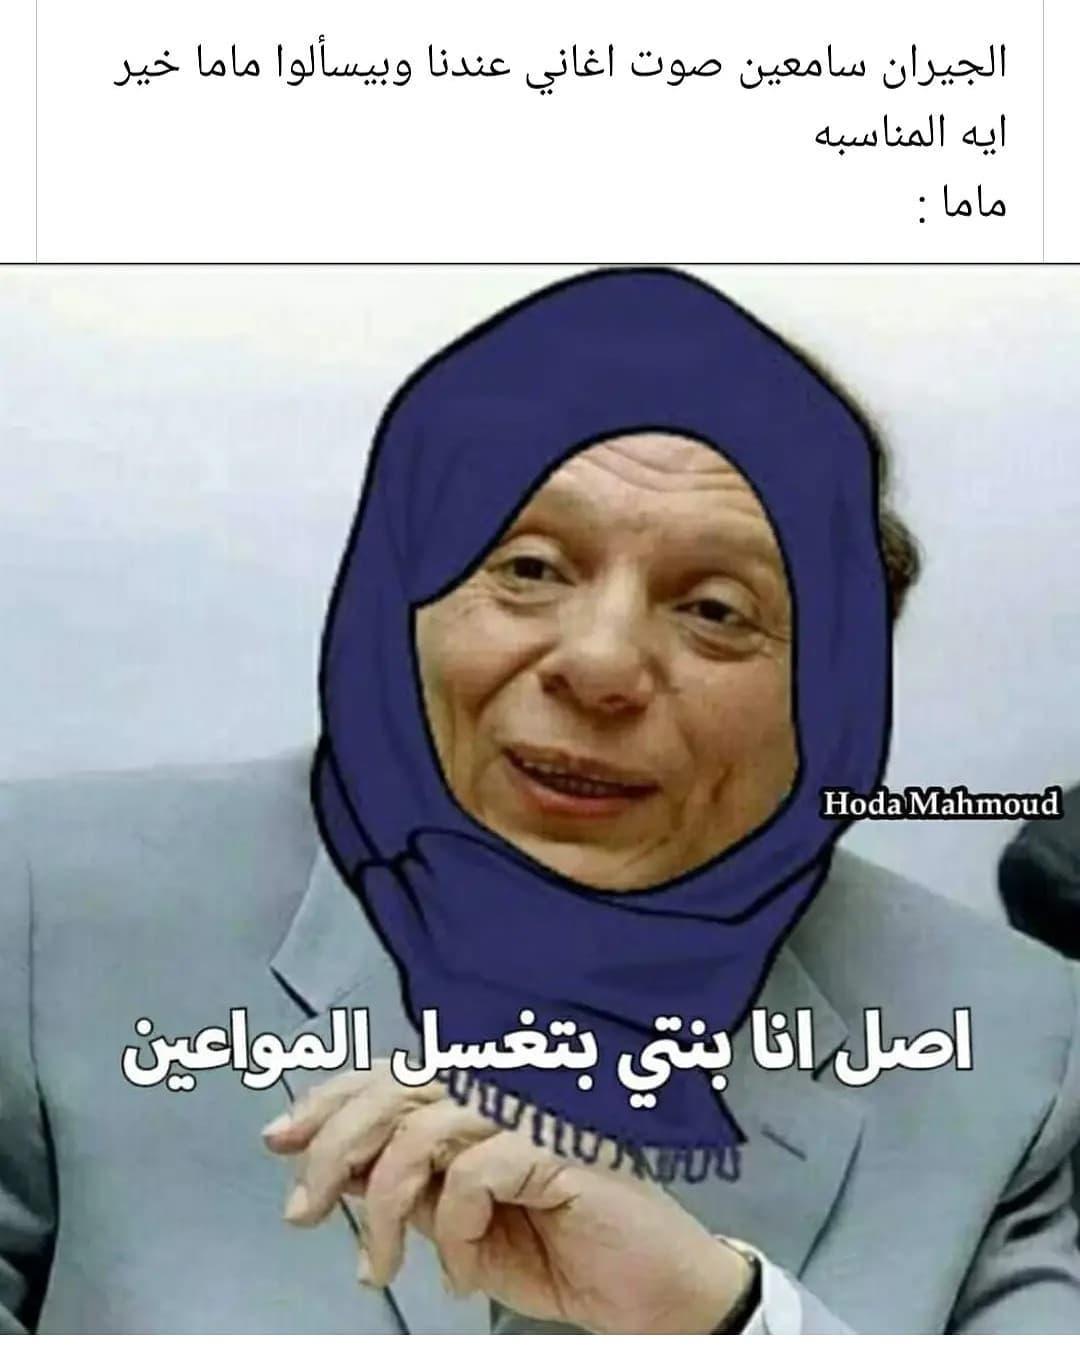 الجيران سامعين صوت اغاني عندنا وبيسألوا ماما خير
ايه المناسبه
ماما :
Hoda Mahmoud
اصل انا بنتي بتغسل المواعين